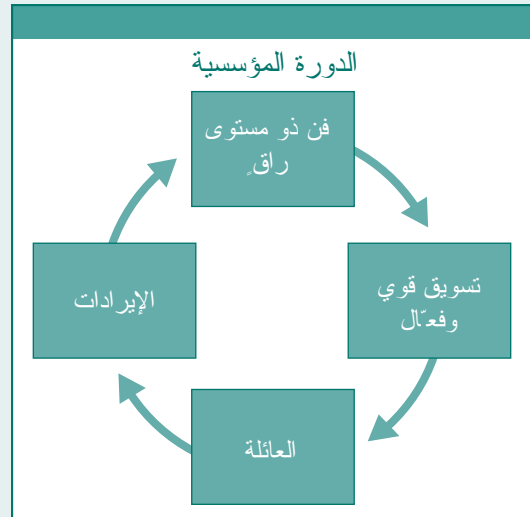 الدورة المؤسسية
فن ذو مستوى
راقٍ
تسويق قوي
وفعّال
العائلة
الإيرادات